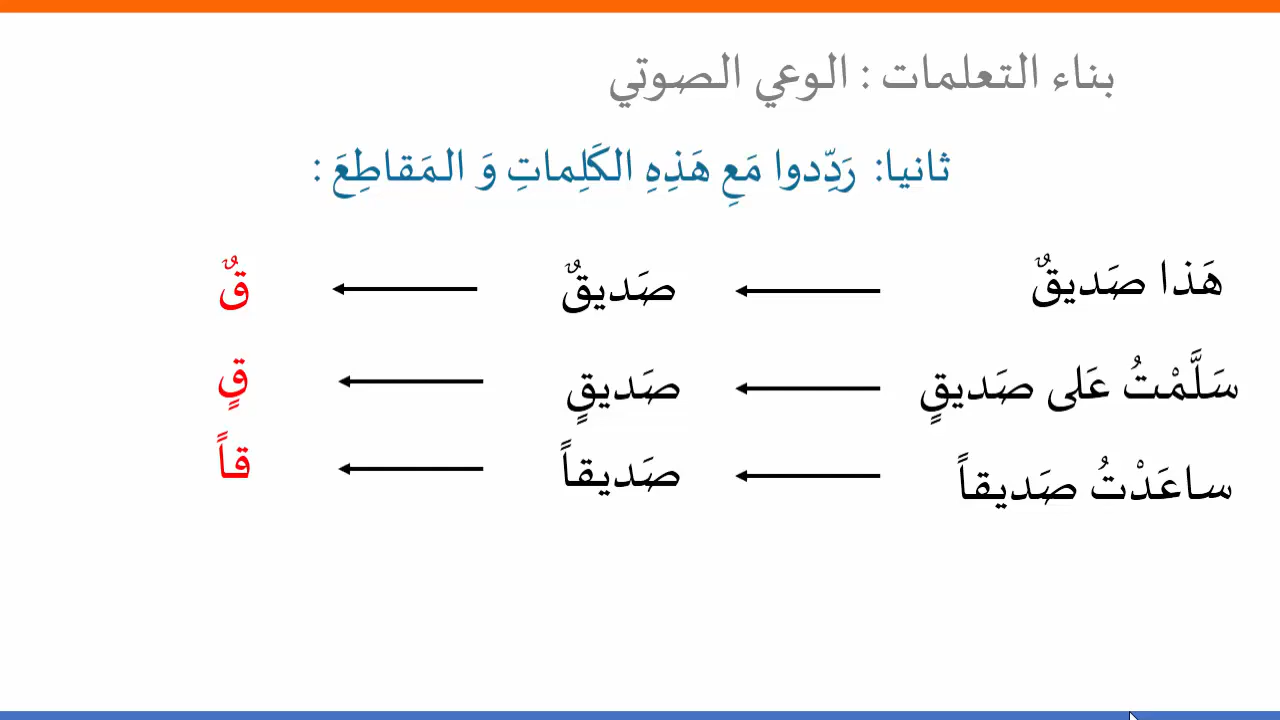 بناء التعلمات : الوعي الصوتي
ثانيا: رَدِّدوا مَعِ هَذِهِ الكَلِماتِ وَ المَقاطِعَ :
هَذا صَديقٌ صَديقٌ قٌ
سَلَّمْتُ عَلى صَديقٍ صَديقٍ قٍ
ساعَدْتُ صَديقاً صَديقاً قاً